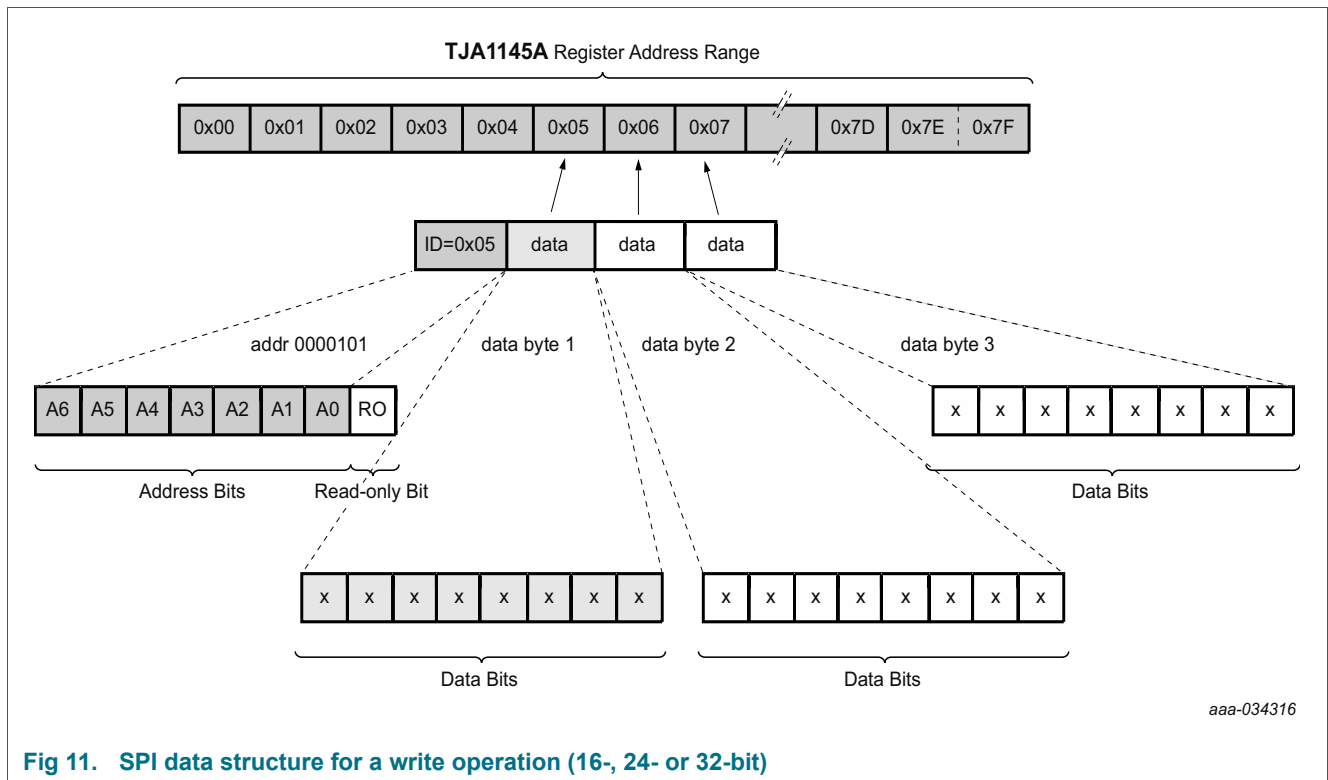 TJA1145A Register Address Range
0x00 0x01 0x02 0x03 0x04 0x05 0x06 0x07 0x7D 0x7E 0x7F
ID=0x05 data data data
addr 0000101 data byte 1 data byte 2 data byte 3
A6 A5 A4 A3 A2 A1 A0 RO x x x x x x x x
Address Bits Read-only Bit Data Bits
x x x x x x x x x x x x x x x x
Data Bits Data Bits
aaa-034316
Fig 11. SPI data structure for a write operation (16-, 24- or 32-bit)